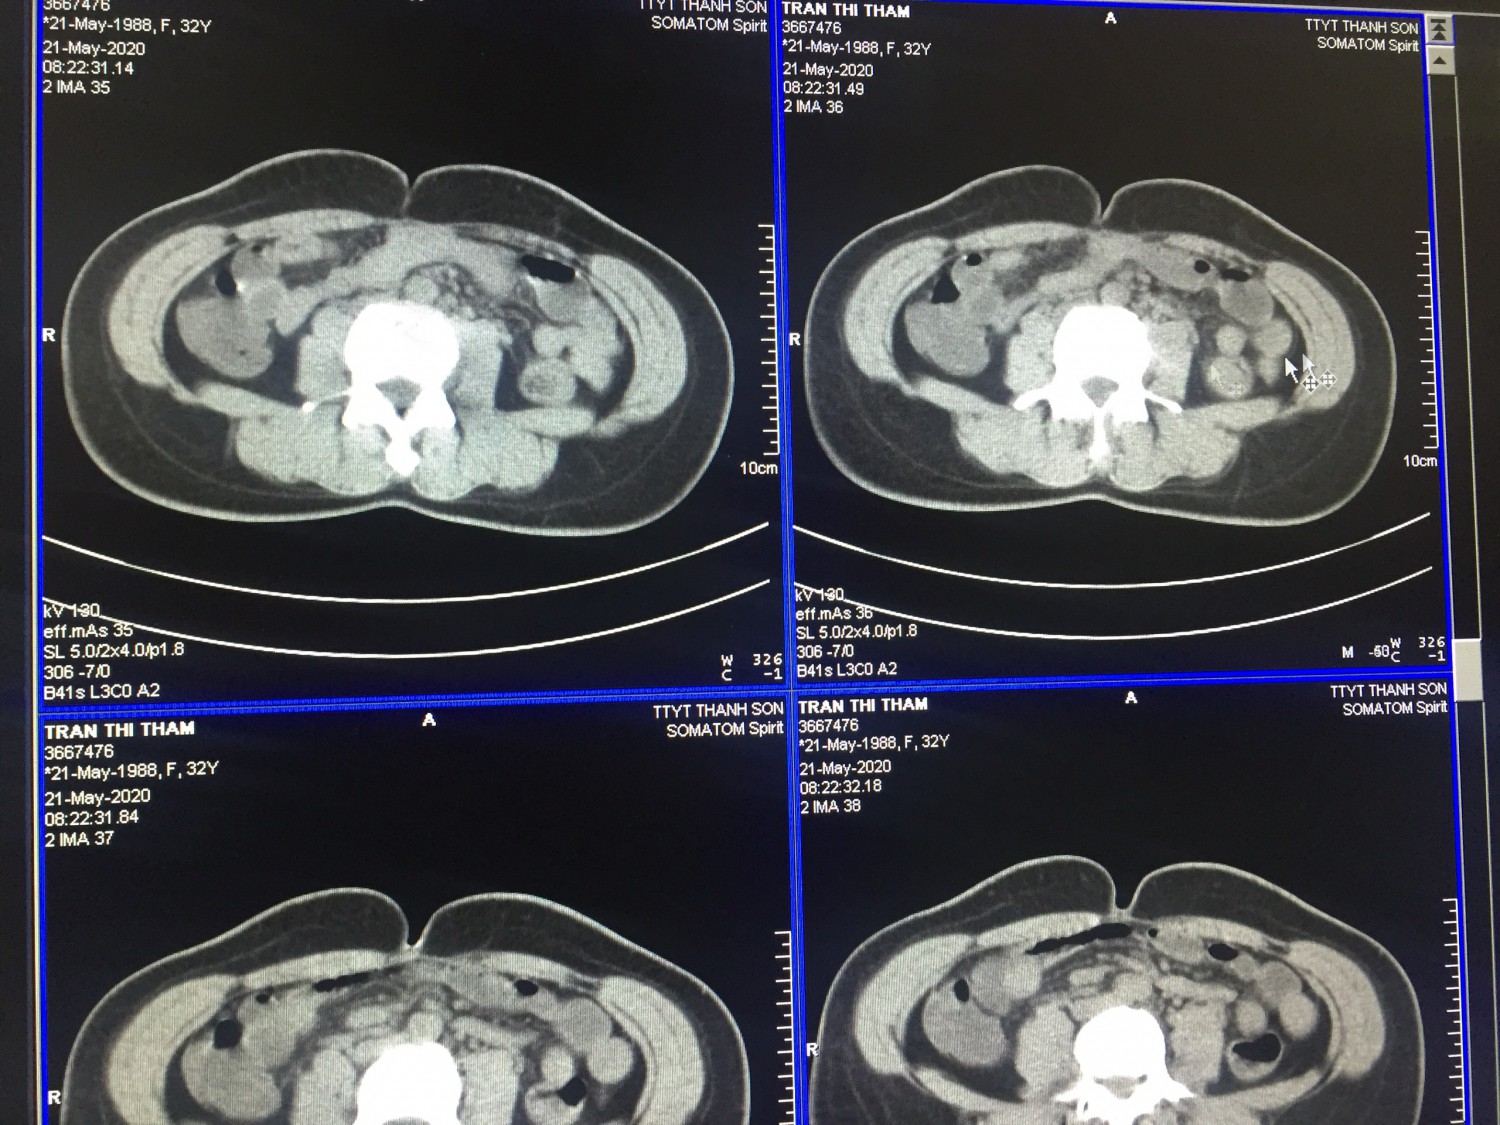 3667476
*21-May-1988, F, 32Y
21-May-2020
08:22:31.14
2 IMA 35
TTYT THANH SON
SOMATOM Spirit
R
10cm
kV 130
eff.mAs 35
SL 5.0/2x4.0/p1.8
306 -7/0
B41s L3C0 A2
W 326
C -1
TRAN THI THAM
3667476
*21-May-1988, F, 32Y
21-May-2020
08:22:31.49
2 IMA 36
A
TTYT THANH SON
SOMATOM Spirit
R
10cm
kV 130
eff.mAs 36
SL 5.0/2x4.0/p1.8
306 -7/0
B41s L3C0 A2
W 326
M C -1
TRAN THI THAM
3667476
*21-May-1988, F, 32Y
21-May-2020
08:22:31.84
2 IMA 37
A
TTYT THANH SON
SOMATOM Spirit
R
TRAN THI THAM
3667476
*21-May-1988, F, 32Y
21-May-2020
08:22:32.18
2 IMA 38
A
TTYT THANH SON
SOMATOM Spirit
R